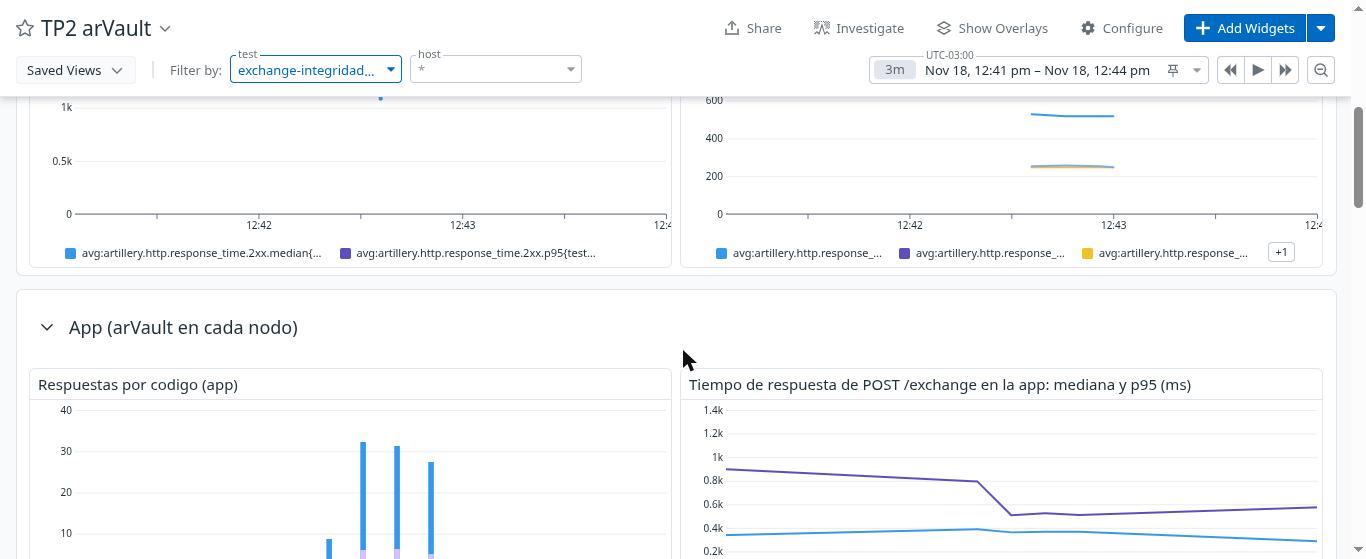 TP2 arVault
Share
Investigate
Show Overlays
Configure
Add Widgets
Saved Views
Filter by:
test
exchange-integridad...
host
*
UTC-03:00
3m
Nov 18, 12:41 pm – Nov 18, 12:44 pm
1k
0.5k
0
12:42
12:43
12:4
avg:artillery.http.response_time.2xx.median{...
avg:artillery.http.response_time.2xx.p95{test...
600
400
200
0
12:42
12:43
12:4
avg:artillery.http.response_...
avg:artillery.http.response_...
avg:artillery.http.response_...
+1
App (arVault en cada nodo)
Respuestas por codigo (app)
40
30
20
10
Tiempo de respuesta de POST /exchange en la app: mediana y p95 (ms)
1.4k
1.2k
1k
0.8k
0.6k
0.4k
0.2k